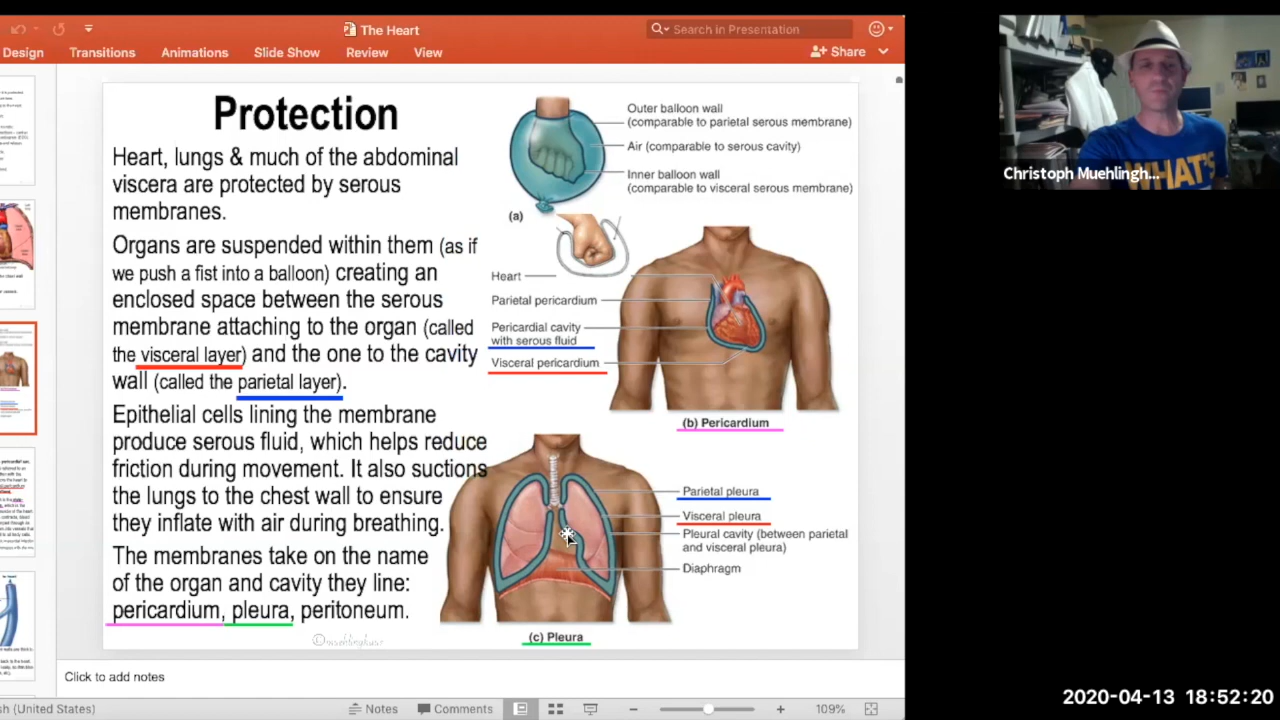 The Heart
Search in Presentation
Design
Transitions
Animations
Slide Show
Review
View
Share
Protection
Heart, lungs & much of the abdominal
viscera are protected by serous
membranes.
Organs are suspended within them (as if
we push a fist into a balloon) creating an
enclosed space between the serous
membrane attaching to the organ (called
the visceral layer) and the one to the cavity
wall (called the parietal layer).
Epithelial cells lining the membrane
produce serous fluid, which helps reduce
friction during movement. It also suctions
the lungs to the chest wall to ensure
they inflate with air during breathing.
The membranes take on the name
of the organ and cavity they line:
pericardium, pleura, peritoneum.
Outer balloon wall
(comparable to parietal serous membrane)
Air (comparable to serous cavity)
Inner balloon wall
(comparable to visceral serous membrane)
(a)
Heart
Parietal pericardium
Pericardial cavity
with serous fluid
Visceral pericardium
(b) Pericardium
Parietal pleura
Visceral pleura
Pleural cavity (between parietal
and visceral pleura)
Diaphragm
(c) Pleura
Click to add notes
sh (United States)
Notes
Comments
109%
WHAT'S
Christoph Muehlingh...
2020-04-13 18:52:20